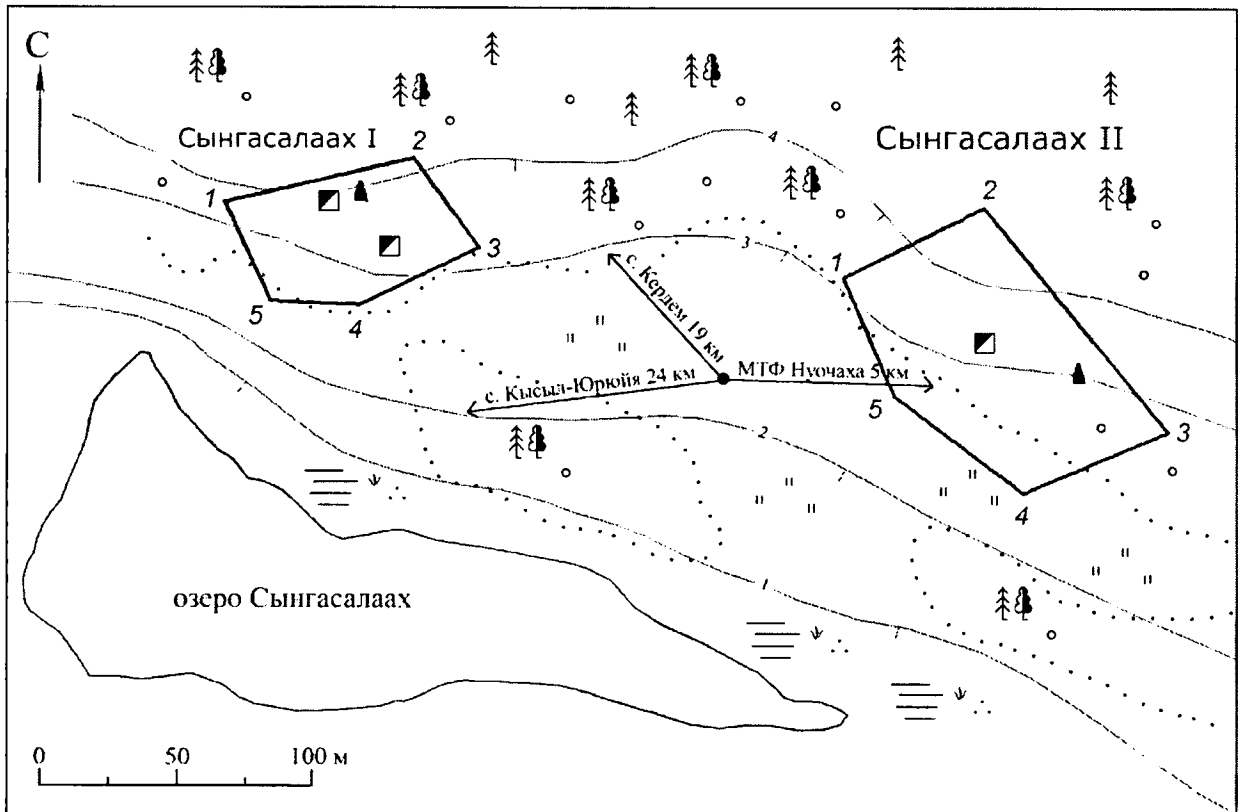 С
Сынгасалаах I
2
4
Сынгасалаах II
1
2
3
3
1
5
4
с. Кердем 19 км
с. Кысыл-Юрюйя 24 км
МТФ Нуочаха 5 км
5
2
3
4
1
озеро Сынгасалаах
0 50 100 м